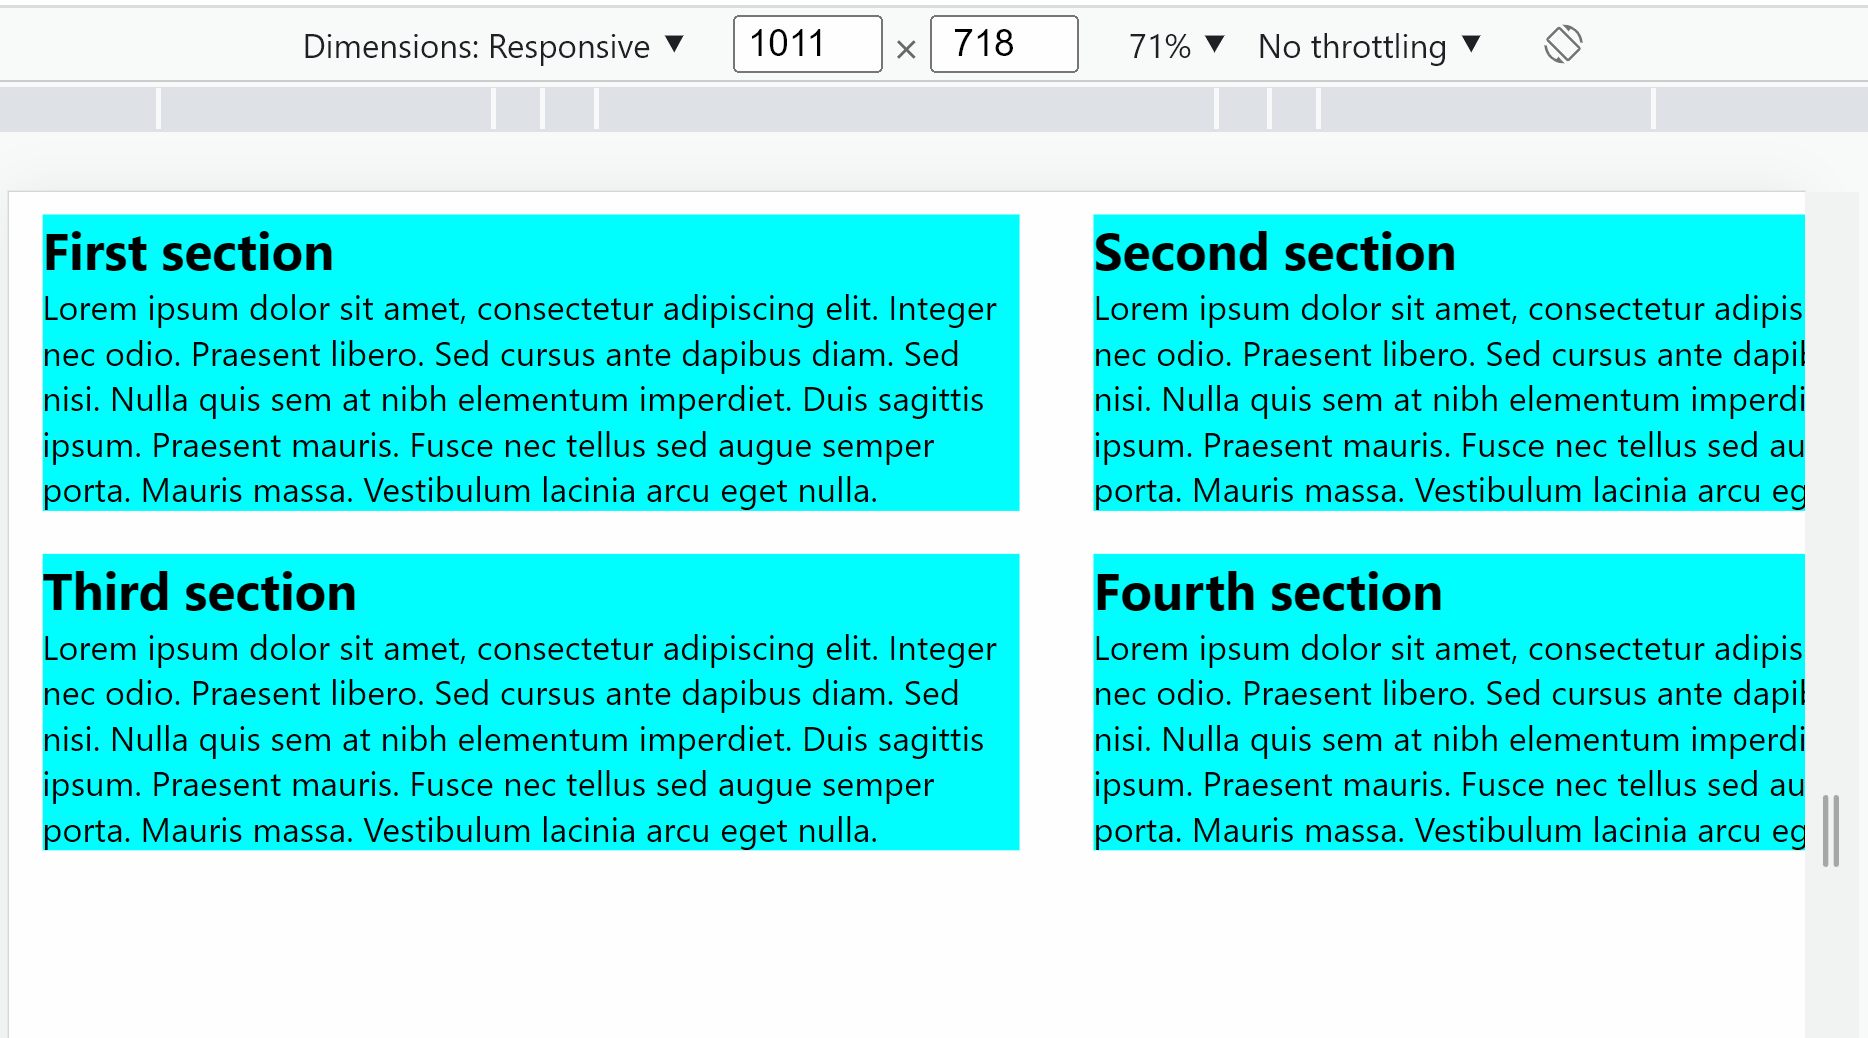 Dimensions: Responsive ▼ 1011 × 718 71% ▼ No throttling ▼
First section
Lorem ipsum dolor sit amet, consectetur adipiscing elit. Integer
nec odio. Praesent libero. Sed cursus ante dapibus diam. Sed
nisi. Nulla quis sem at nibh elementum imperdiet. Duis sagittis
ipsum. Praesent mauris. Fusce nec tellus sed augue semper
porta. Mauris massa. Vestibulum lacinia arcu eget nulla.
Second section
Lorem ipsum dolor sit amet, consectetur adipis
nec odio. Praesent libero. Sed cursus ante dapib
nisi. Nulla quis sem at nibh elementum imperdi
ipsum. Praesent mauris. Fusce nec tellus sed au
porta. Mauris massa. Vestibulum lacinia arcu eg
Third section
Lorem ipsum dolor sit amet, consectetur adipiscing elit. Integer
nec odio. Praesent libero. Sed cursus ante dapibus diam. Sed
nisi. Nulla quis sem at nibh elementum imperdiet. Duis sagittis
ipsum. Praesent mauris. Fusce nec tellus sed augue semper
porta. Mauris massa. Vestibulum lacinia arcu eget nulla.
Fourth section
Lorem ipsum dolor sit amet, consectetur adipis
nec odio. Praesent libero. Sed cursus ante dapib
nisi. Nulla quis sem at nibh elementum imperdi
ipsum. Praesent mauris. Fusce nec tellus sed au
porta. Mauris massa. Vestibulum lacinia arcu eg